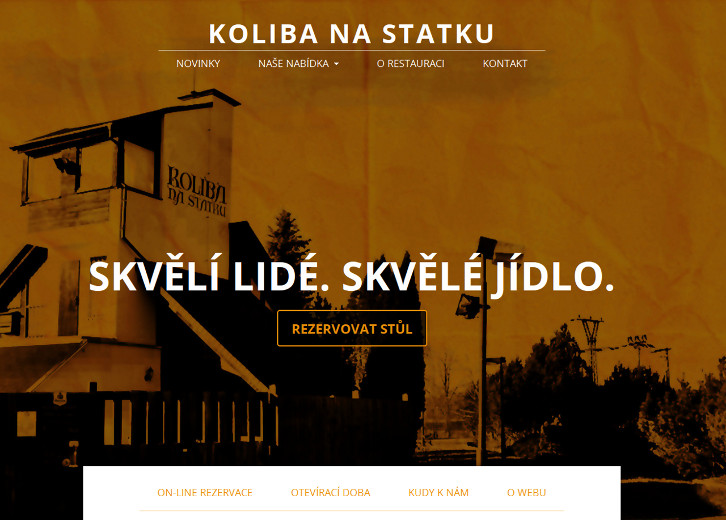 KOLIBA NA STATKU
NOVINKY NAŠE NABÍDKA O RESTAURACI KONTAKT
KOLIBA
NA STATKU
SKVĚLÍ LIDÉ. SKVĚLÉ JÍDLO.
REZERVOVAT STŮL
ON-LINE REZERVACE OTEVÍRACÍ DOBA KUDY K NÁM O WEBU